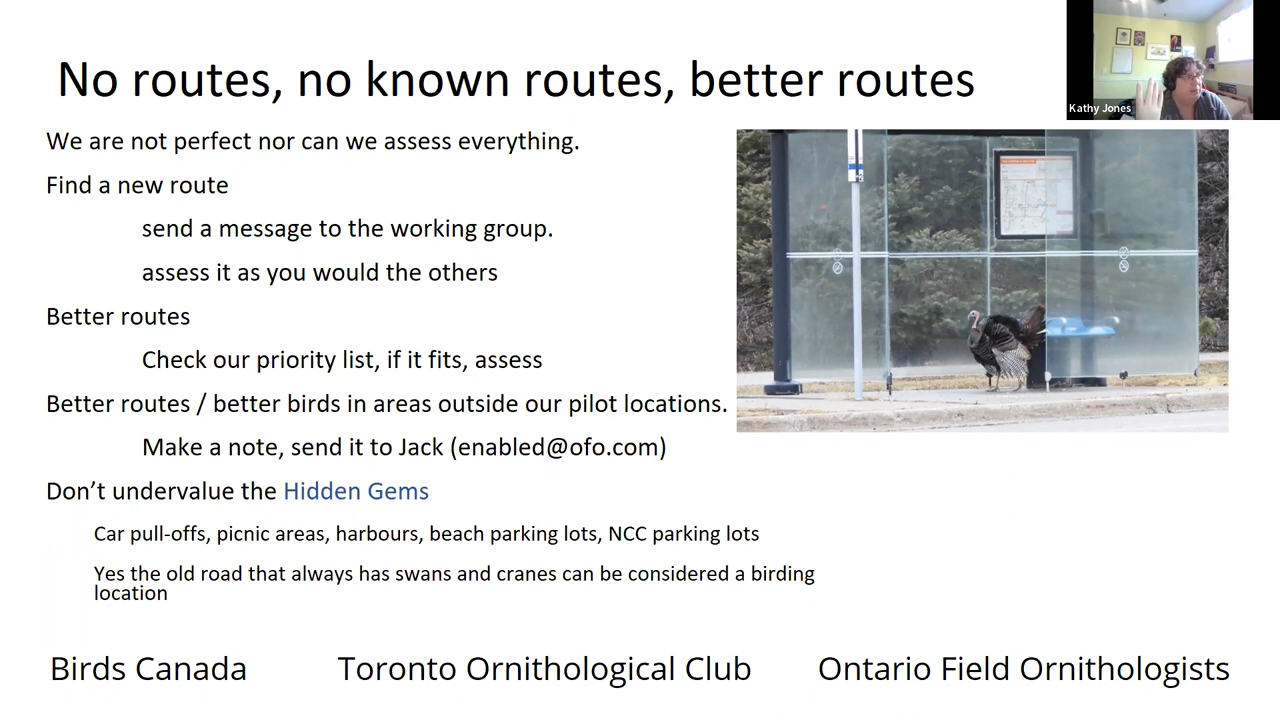 No routes, no known routes, better routes
Kathy Jones
We are not perfect nor can we assess everything.
Find a new route
send a message to the working group.
assess it as you would the others
Better routes
Check our priority list, if it fits, assess
Better routes / better birds in areas outside our pilot locations.
Make a note, send it to Jack (enabled@ofo.com)
Don’t undervalue the Hidden Gems
Car pull-offs, picnic areas, harbours, beach parking lots, NCC parking lots
Yes the old road that always has swans and cranes can be considered a birding
location
Birds Canada
Toronto Ornithological Club
Ontario Field Ornithologists